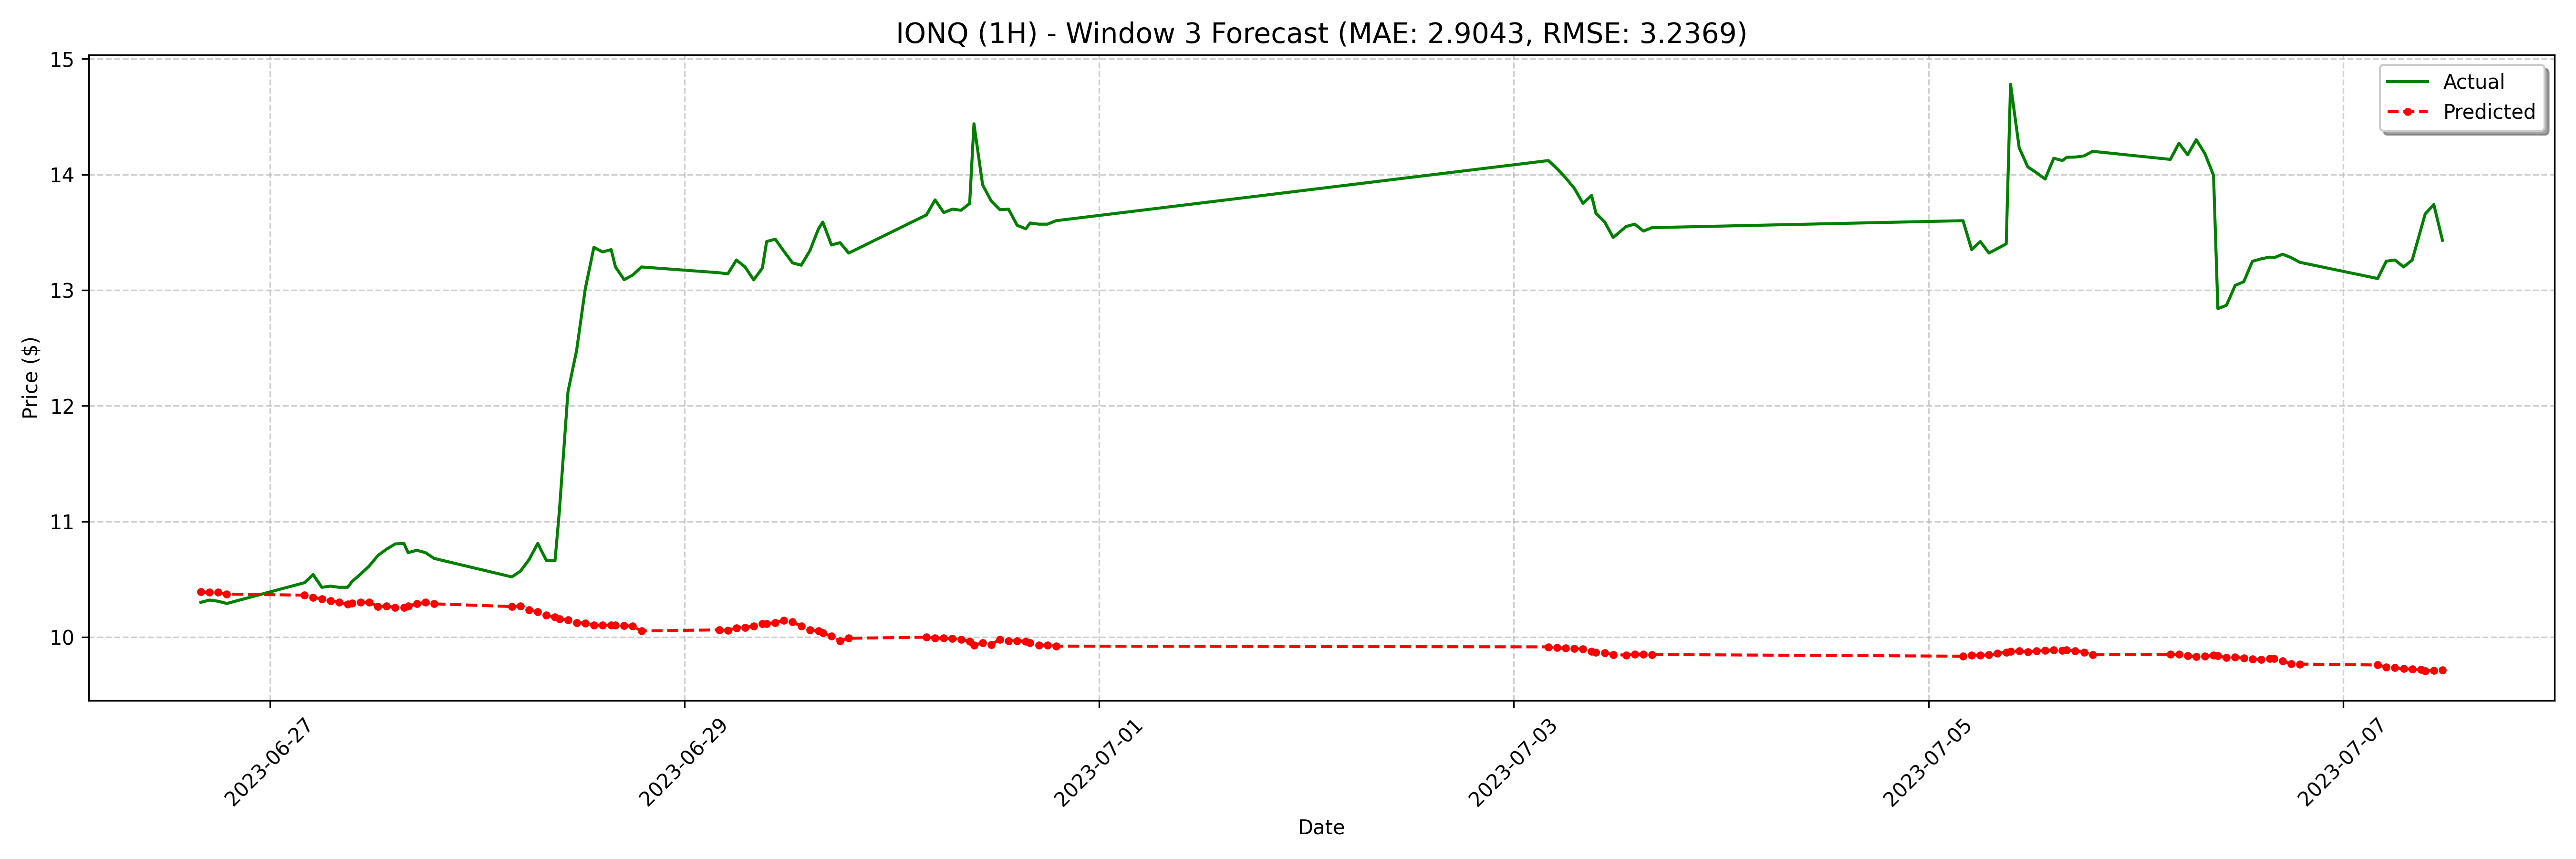 IONQ (1H) - Window 3 Forecast (MAE: 2.9043, RMSE: 3.2369)
Actual
Predicted
Price ($)
15
14
13
12
11
10
2023-06-27
2023-06-29
2023-07-01
2023-07-03
2023-07-05
2023-07-07
Date